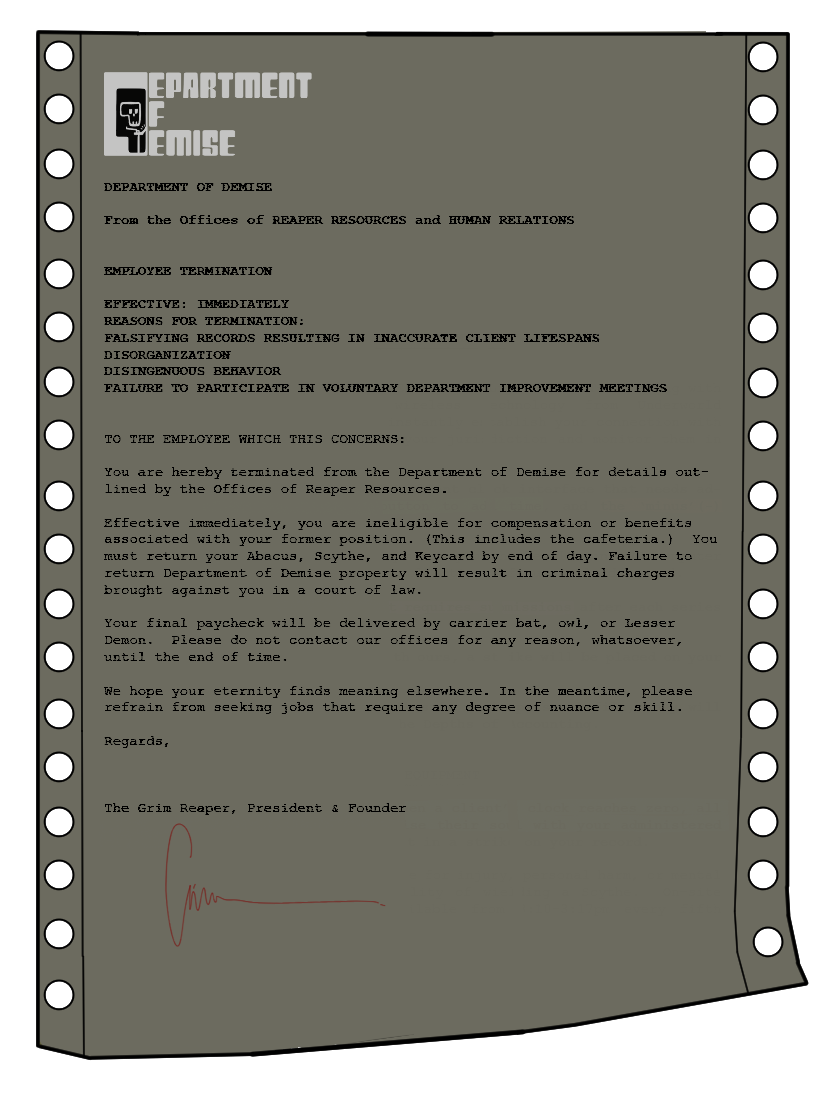 DEPARTMENT
OF
DEMISE
DEPARTMENT OF DEMISE
From the Offices of REAPER RESOURCES and HUMAN RELATIONS
EMPLOYEE TERMINATION
EFFECTIVE: IMMEDIATELY
REASONS FOR TERMINATION:
FALSIFYING RECORDS RESULTING IN INACCURATE CLIENT LIFESPANS
DISORGANIZATION
DISINGENUOUS BEHAVIOR
FAILURE TO PARTICIPATE IN VOLUNTARY DEPARTMENT IMPROVEMENT MEETINGS
TO THE EMPLOYEE WHICH THIS CONCERNS:
You are hereby terminated from the Department of Demise for details out-
lined by the Offices of Reaper Resources.
Effective immediately, you are ineligible for compensation or benefits
associated with your former position. (This includes the cafeteria.)  You
must return your Abacus, Scythe, and Keycard by end of day. Failure to
return Department of Demise property will result in criminal charges
brought against you in a court of law.
Your final paycheck will be delivered by carrier bat, owl, or Lesser
Demon.  Please do not contact our offices for any reason, whatsoever,
until the end of time.
We hope your eternity finds meaning elsewhere. In the meantime, please
refrain from seeking jobs that require any degree of nuance or skill.
Regards,
The Grim Reaper, President & Founder
Grim